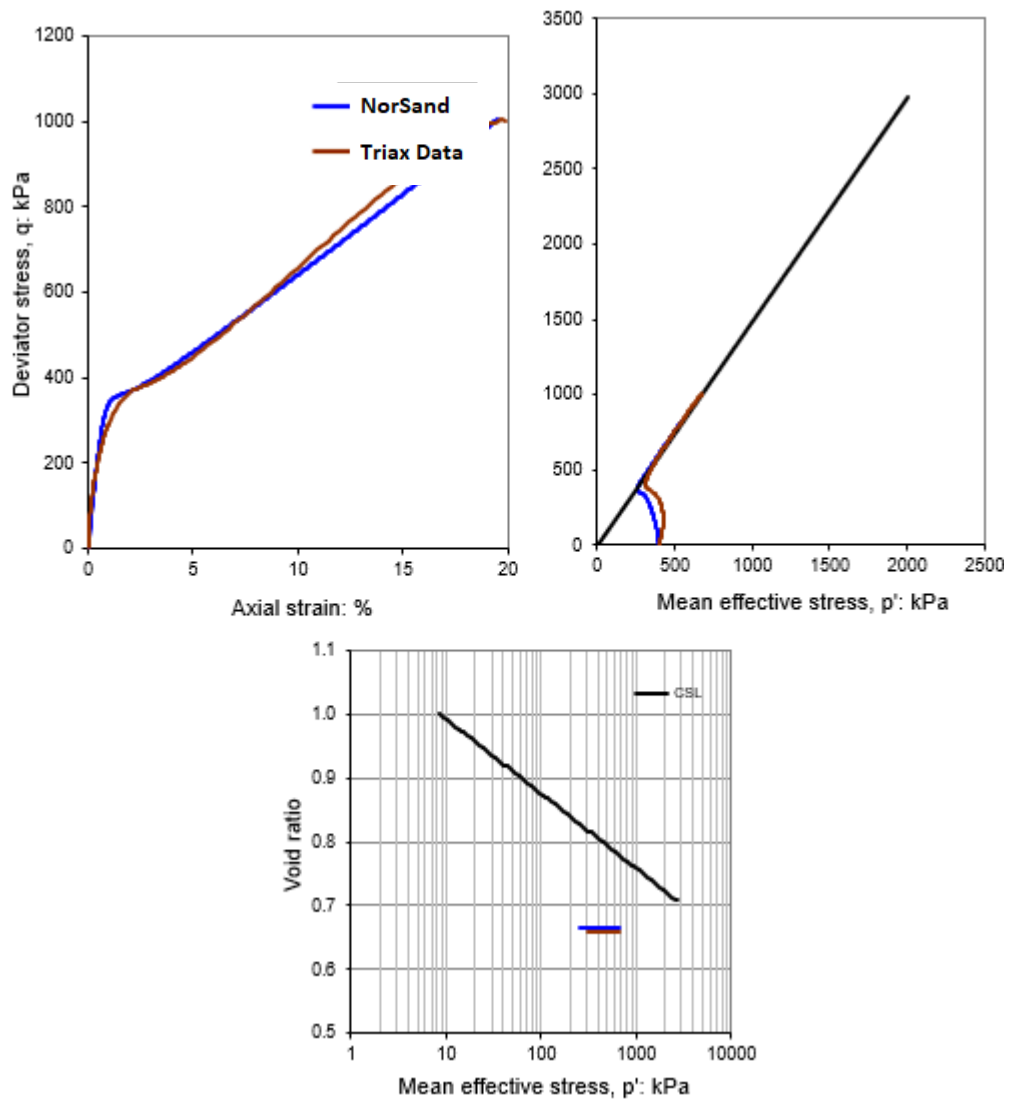 1200
1000
800
600
400
200
0
0 5 10 15 20
Deviator stress, q: kPa
Axial strain: %
NorSand
Triax Data
3500
3000
2500
2000
1500
1000
500
0
0 500 1000 1500 2000 2500
Mean effective stress, p': kPa
1.1
1.0
0.9
0.8
0.7
0.6
0.5
1 10 100 1000 10000
Void ratio
CSL
Mean effective stress, p': kPa